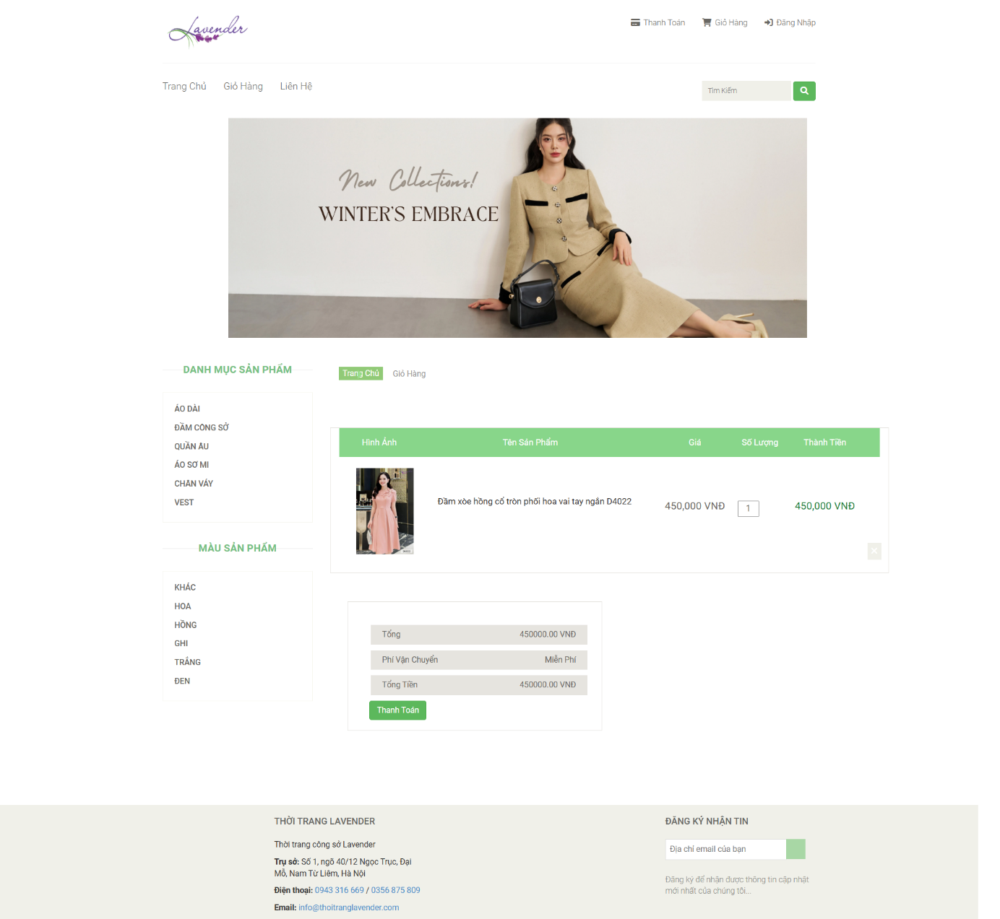 Lavender
Thanh Toán
Giỏ Hàng
Đăng Nhập
Trang Chủ
Giỏ Hàng
Liên Hệ
Tìm Kiếm
New Collections!
WINTER'S EMBRACE
DANH MỤC SẢN PHẨM
ÁO DÀI
ĐẦM CÔNG SỞ
QUẦN ÂU
ÁO SƠ MI
CHÂN VÁY
VEST
MÀU SẢN PHẨM
KHÁC
HOA
HỒNG
GHI
TRẮNG
ĐEN
Trang Chủ
Giỏ Hàng
Hình Ảnh Tên Sản Phẩm Giá Số Lượng Thành Tiền
Đầm xòe hồng cổ tròn phối hoa vai tay ngắn D4022 450,000 VNĐ 1 450,000 VNĐ
Tổng 450000.00 VNĐ
Phí Vận Chuyển Miễn Phí
Tổng Tiền 450000.00 VNĐ
Thanh Toán
THỜI TRANG LAVENDER
Thời trang công sở Lavender
Trụ sở: Số 1, ngõ 40/12 Ngọc Trục, Đại
Mỗ, Nam Từ Liêm, Hà Nội
Điện thoại: 0943 316 669 / 0356 875 809
Email: info@thoitranglavender.com
ĐĂNG KÝ NHẬN TIN
Địa chỉ email của bạn
Đăng ký để nhận được thông tin cập nhật
mới nhất của chúng tôi...